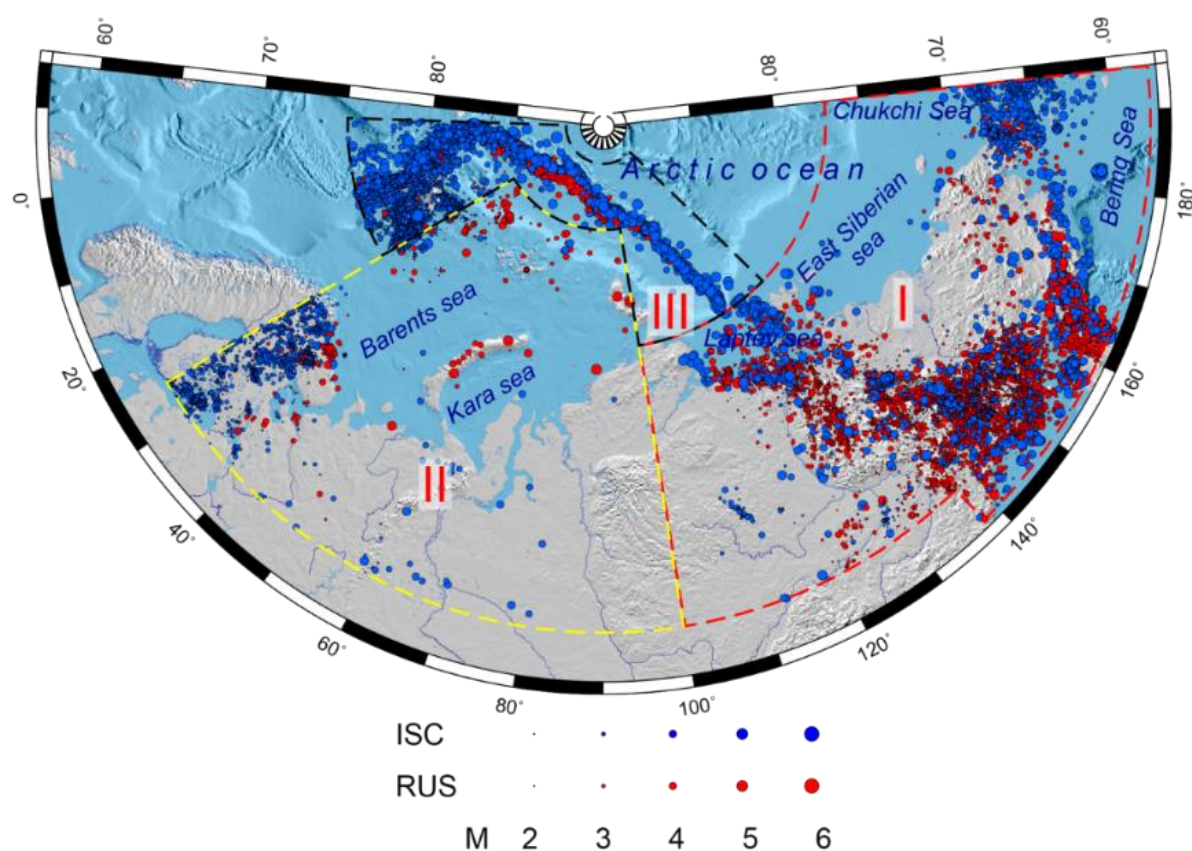 60°
70°
80°
80°
70°
60°
Chukchi Sea
Bering Sea
Arctic ocean
0°
180°
East Siberian
sea
Barents sea
III
I
Laptev sea
Kara sea
20°
160°
II
40°
140°
60°
120°
80°
100°
ISC
RUS
M 2 3 4 5 6